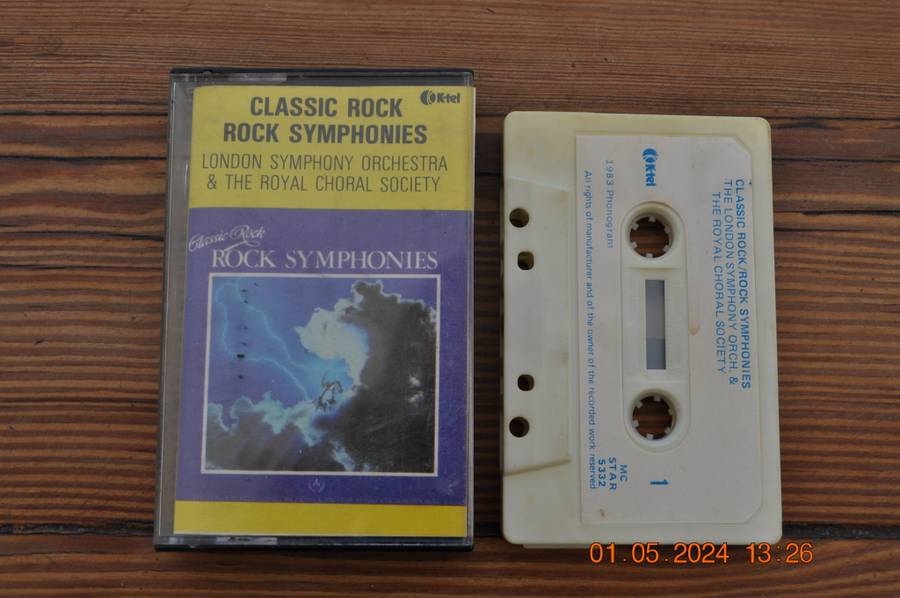 CLASSIC ROCK
K-tel
ROCK SYMPHONIES
LONDON SYMPHONY ORCHESTRA
& THE ROYAL CHORAL SOCIETY
Classic Rock
ROCK SYMPHONIES
K-tel
CLASSIC ROCK/ROCK SYMPHONIES
THE LONDON SYMPHONY ORCH. &
THE ROYAL CHORAL SOCIETY
1983 Phonogram
All rights of manufacturer and of the owner of the recorded work reserved.
1
MC
STAR
5332
01.05.2024 13:26